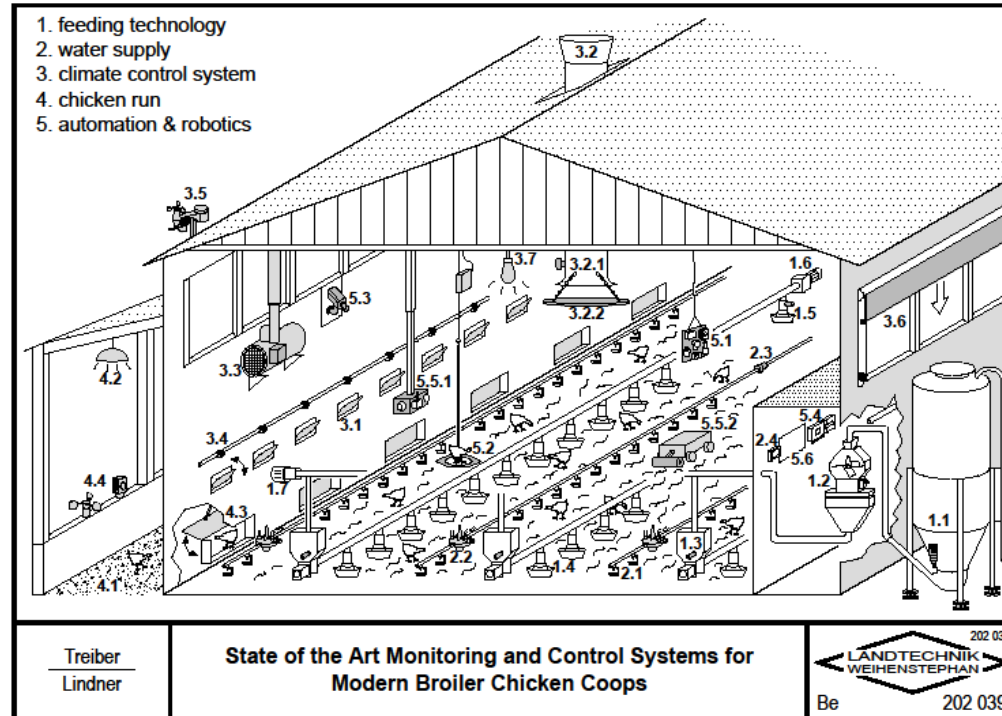 1. feeding technology
2. water supply
3. climate control system
4. chicken run
5. automation & robotics
3.2
3.5
3.7
3.2.1
1.6
5.3
3.2.2
1.5
3.6
4.2
3.3
5.1
2.3
5.5.1
3.1
5.4
3.4
5.2
5.5.2
2.4
5.6
1.7
1.2
4.4
4.3
1.1
2.2
1.3
4.1
1.4
2.1
Treiber
Lindner
State of the Art Monitoring and Control Systems for
Modern Broiler Chicken Coops
LANDTECHNIK
WEIHENSTEPHAN
Be
202 039